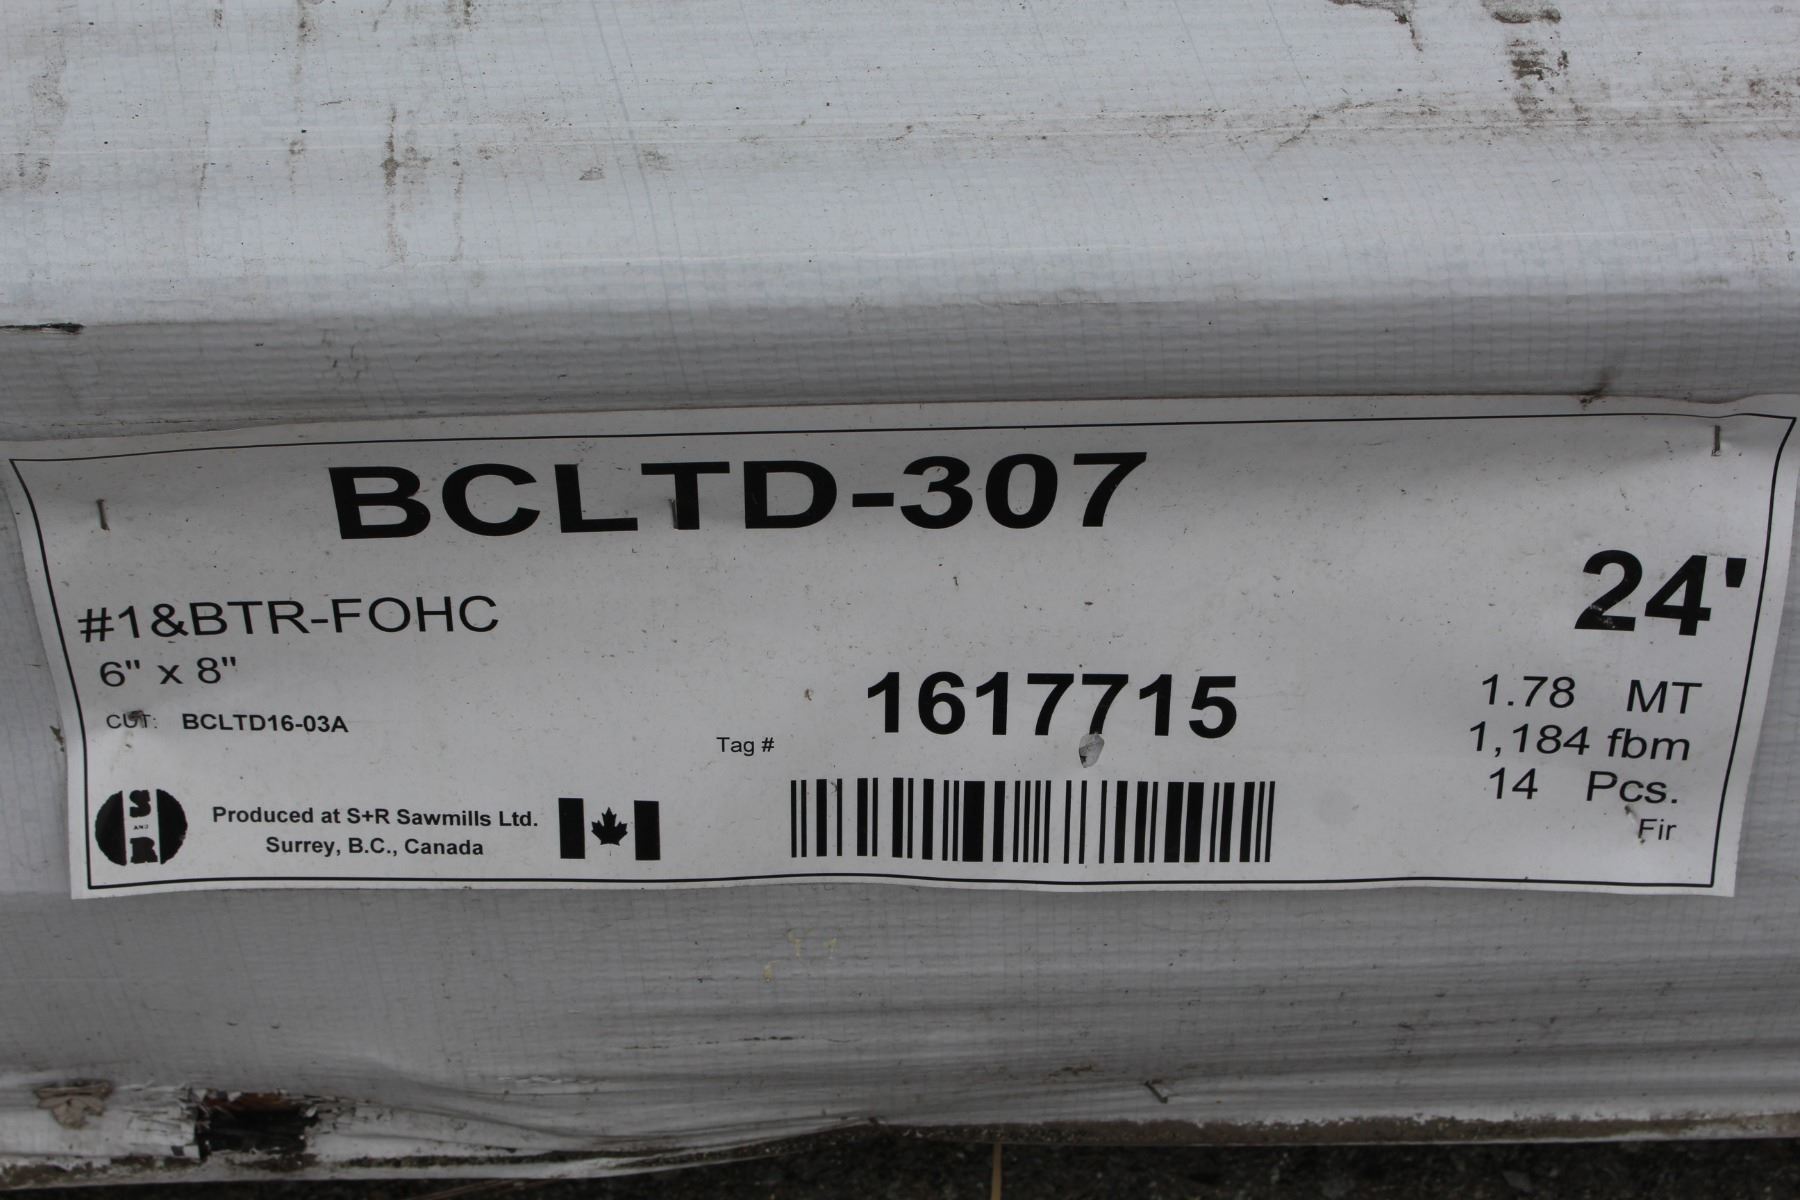 BCLTD-307
24'
#1&BTR-FOHC
6" x 8"
CUT: BCLTD16-03A
Tag # 1617715
1.78 MT
1,184 fbm
14 Pcs.
Fir
S
AND
R
Produced at S+R Sawmills Ltd.
Surrey, B.C., Canada